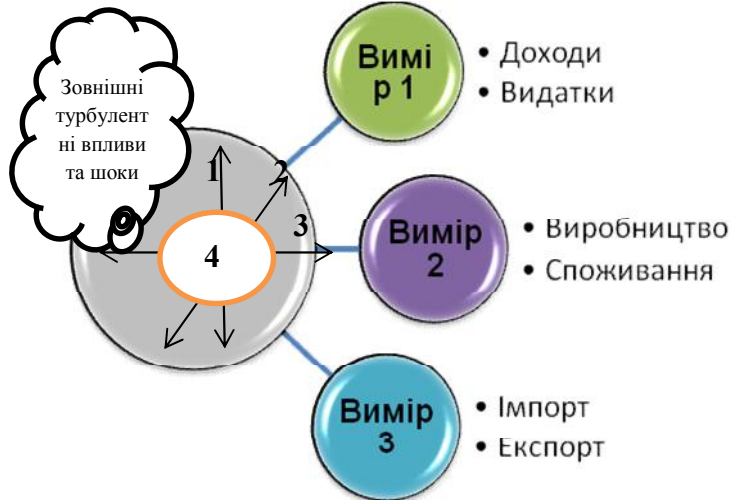 Зовнішні
турбулент
ні впливи
та шоки
1
2
3
4
Вимі
р 1
• Доходи
• Видатки
Вимір
2
• Виробництво
• Споживання
Вимір
3
• Імпорт
• Експорт